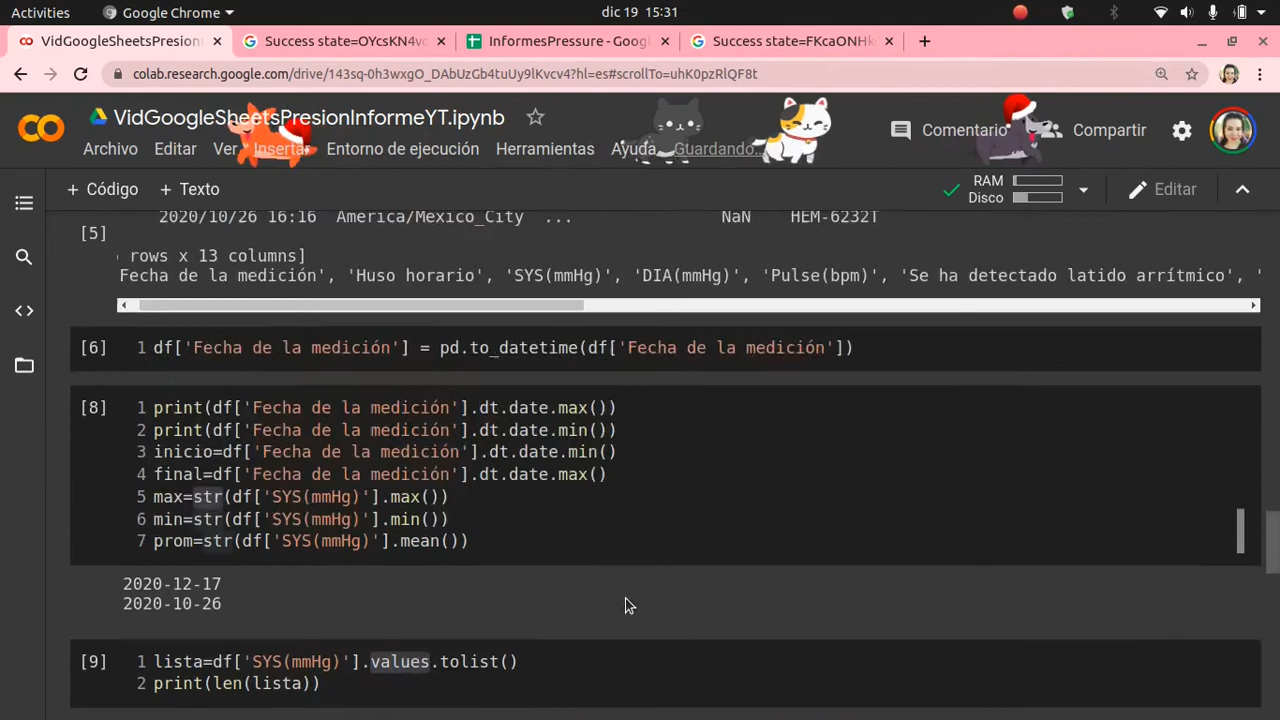 Activities
Google Chrome
dic 19 15:31
VidGoogleSheetsPresion
Success state=OYcsKN4v
InformesPressure - Goog
Success state=FKcaONHk
colab.research.google.com/drive/143sq-0h3wxgO_DAbUzGb4tuUy9lKvcv4?hl=es#scrollTo=uhK0pzRlQF8t
VidGoogleSheetsPresionInformeYT.ipynb
Comentario
Compartir
Archivo Editar Ver Insertar Entorno de ejecución Herramientas Ayuda Guardando...
+ Código + Texto
RAM
Disco
Editar
2020/10/26 16:16 America/Mexico_City ... NaN HEM-6232T
[5]
rows x 13 columns]
Fecha de la medición', 'Huso horario', 'SYS(mmHg)', 'DIA(mmHg)', 'Pulse(bpm)', 'Se ha detectado latido arrítmico', '
[6] 1 df['Fecha de la medición'] = pd.to_datetime(df['Fecha de la medición'])
[8] 1 print(df['Fecha de la medición'].dt.date.max())
2 print(df['Fecha de la medición'].dt.date.min())
3 inicio=df['Fecha de la medición'].dt.date.min()
4 final=df['Fecha de la medición'].dt.date.max()
5 max=str(df['SYS(mmHg)'].max())
6 min=str(df['SYS(mmHg)'].min())
7 prom=str(df['SYS(mmHg)'].mean())
2020-12-17
2020-10-26
[9] 1 lista=df['SYS(mmHg)'].values.tolist()
2 print(len(lista))